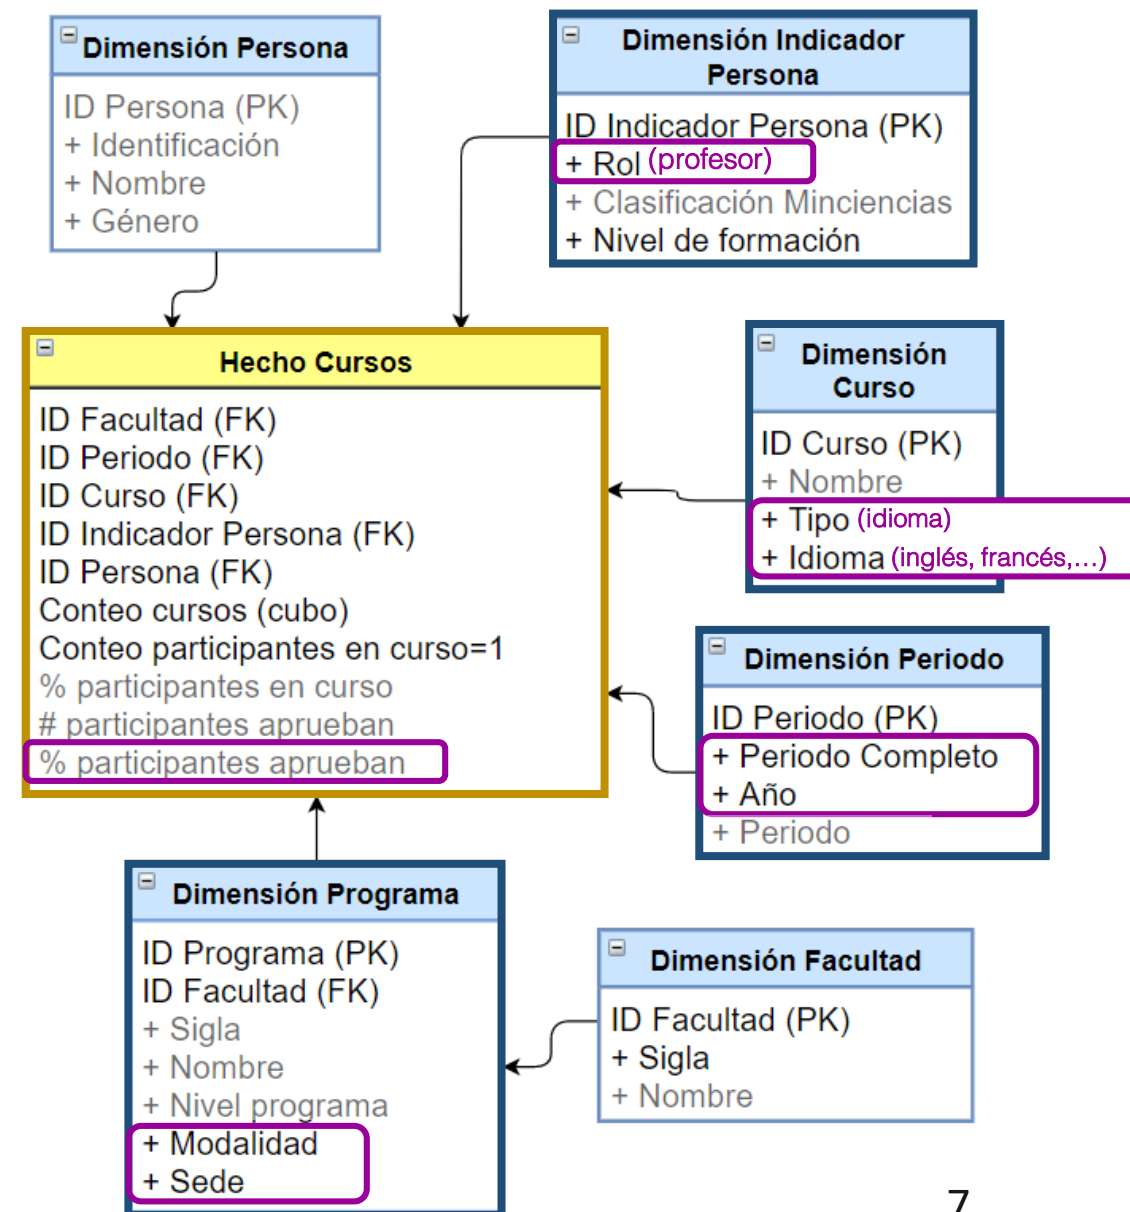 Dimensión Persona
ID Persona (PK)
+ Identificación
+ Nombre
+ Género
Dimensión Indicador
Persona
ID Indicador Persona (PK)
+ Rol (profesor)
+ Clasificación Minciencias
+ Nivel de formación
Hecho Cursos
ID Facultad (FK)
ID Periodo (FK)
ID Curso (FK)
ID Indicador Persona (FK)
ID Persona (FK)
Conteo cursos (cubo)
Conteo participantes en curso=1
% participantes en curso
# participantes aprueban
% participantes aprueban
Dimensión
Curso
ID Curso (PK)
+ Nombre
+ Tipo (idioma)
+ Idioma (inglés, francés,...)
Dimensión Periodo
ID Periodo (PK)
+ Periodo Completo
+ Año
+ Periodo
Dimensión Programa
ID Programa (PK)
ID Facultad (FK)
+ Sigla
+ Nombre
+ Nivel programa
+ Modalidad
+ Sede
Dimensión Facultad
ID Facultad (PK)
+ Sigla
+ Nombre
7